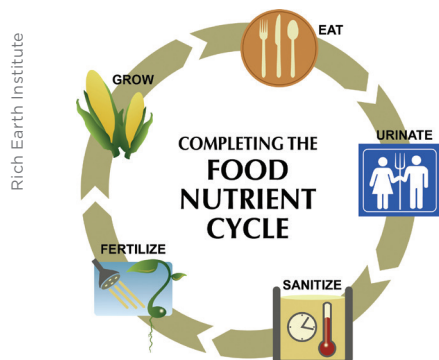 Rich Earth Institute
EAT
GROW
URINATE
COMPLETING THE
FOOD
NUTRIENT
CYCLE
FERTILIZE
SANITIZE